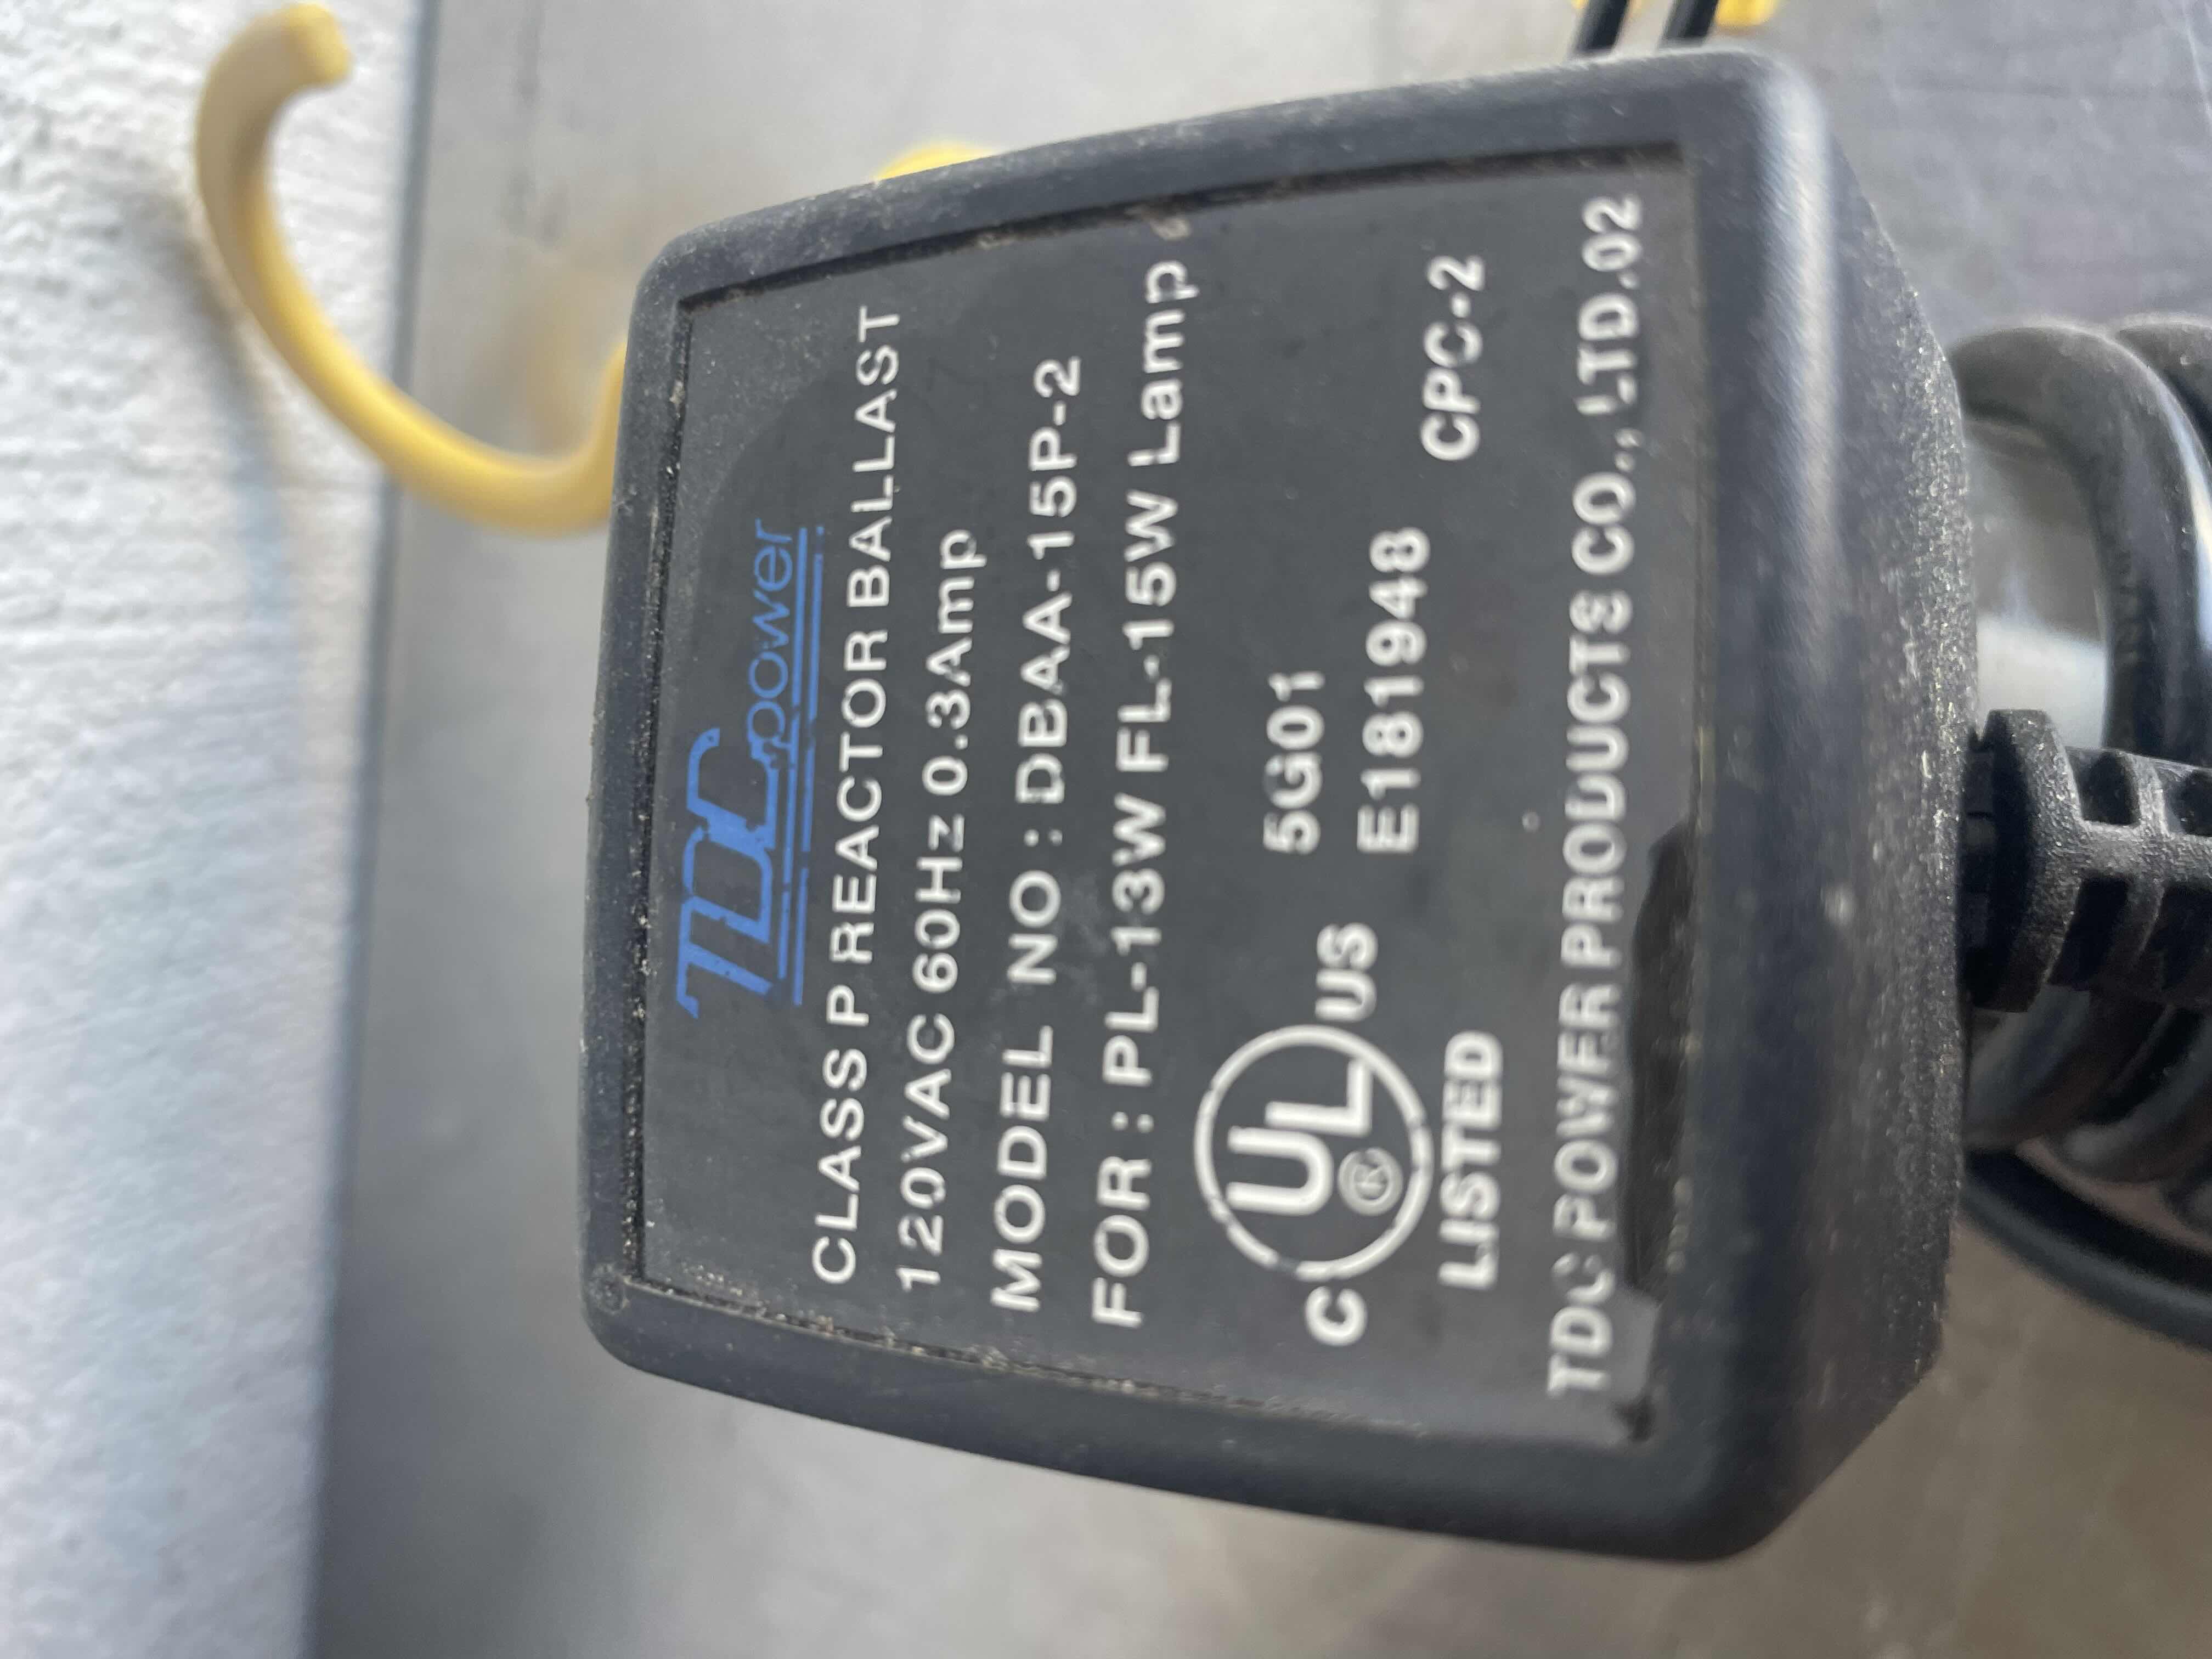 TDC power
CLASS P REACTOR BALLAST
120VAC 60Hz 0.3Amp
MODEL NO : DBAA-15P-2
FOR : PL-13W FL-15W Lamp
C UL® US
LISTED
5G01
E181948
CPC-2
TDC POWER PRODUCTS CO., LTD.02